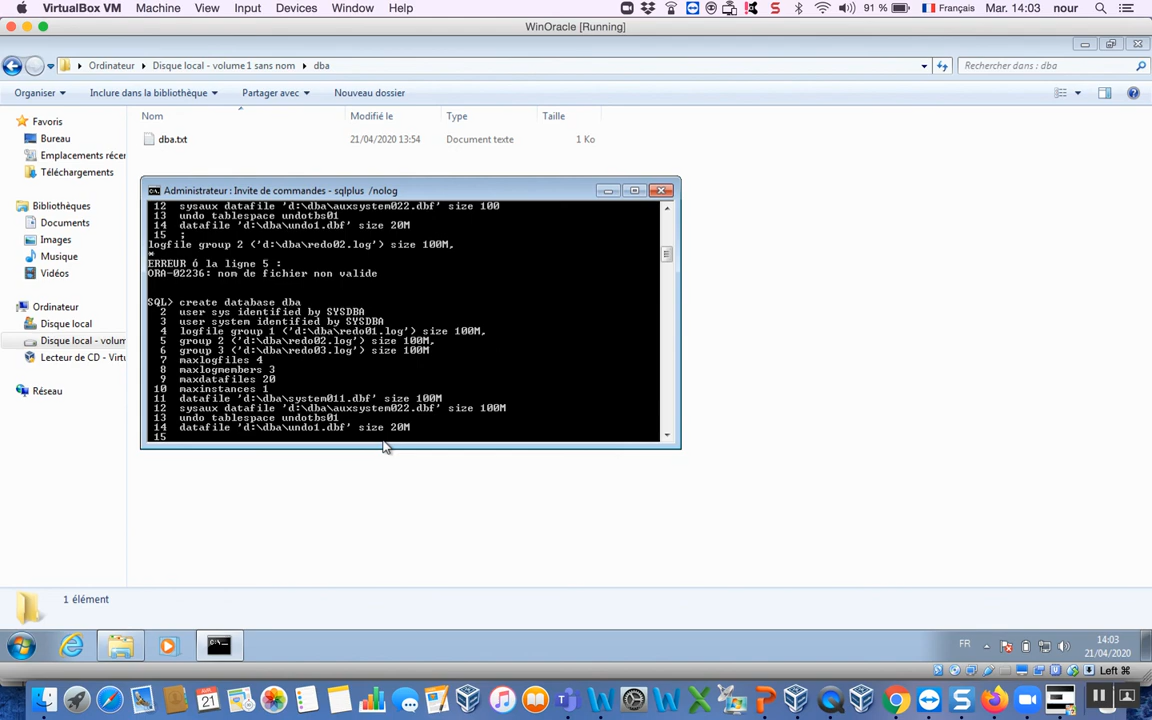 VirtualBox VM Machine View Input Devices Window Help 91 % Français Mar. 14:03 nour
WinOracle [Running]
Ordinateur Disque local - volume 1 sans nom dba Rechercher dans : dba
Organiser Inclure dans la bibliothèque Partager avec Nouveau dossier
Nom Modifié le Type Taille
Favoris
dba.txt 21/04/2020 13:54 Document texte 1 Ko
Bureau
Emplacements récer
Téléchargements
Bibliothèques
Documents
Images
Musique
Vidéos
Ordinateur
Disque local
Disque local - volum
Lecteur de CD - Virtu
Réseau
Administrateur : Invite de commandes - sqlplus /nolog
12 sysaux datafile 'd:\dba\auxsystem022.dbf' size 100
13 undo tablespace undotbs01
14 datafile 'd:\dba\undo1.dbf' size 20M
15 ;
logfile group 2 ('d:\dba\redo02.log') size 100M,
*
ERREUR ó la ligne 5 :
ORA-02236: nom de fichier non valide
SQL> create database dba
2 user sys identified by SYSDBA
3 user system identified by SYSDBA
4 logfile group 1 ('d:\dba\redo01.log') size 100M,
5 group 2 ('d:\dba\redo02.log') size 100M,
6 group 3 ('d:\dba\redo03.log') size 100M
7 maxlogfiles 4
8 maxlogmembers 3
9 maxdatafiles 20
10 maxinstances 1
11 datafile 'd:\dba\system011.dbf' size 100M
12 sysaux datafile 'd:\dba\auxsystem022.dbf' size 100M
13 undo tablespace undotbs01
14 datafile 'd:\dba\undo1.dbf' size 20M
15
1 élément
FR 14:03
21/04/2020
Left ⌘